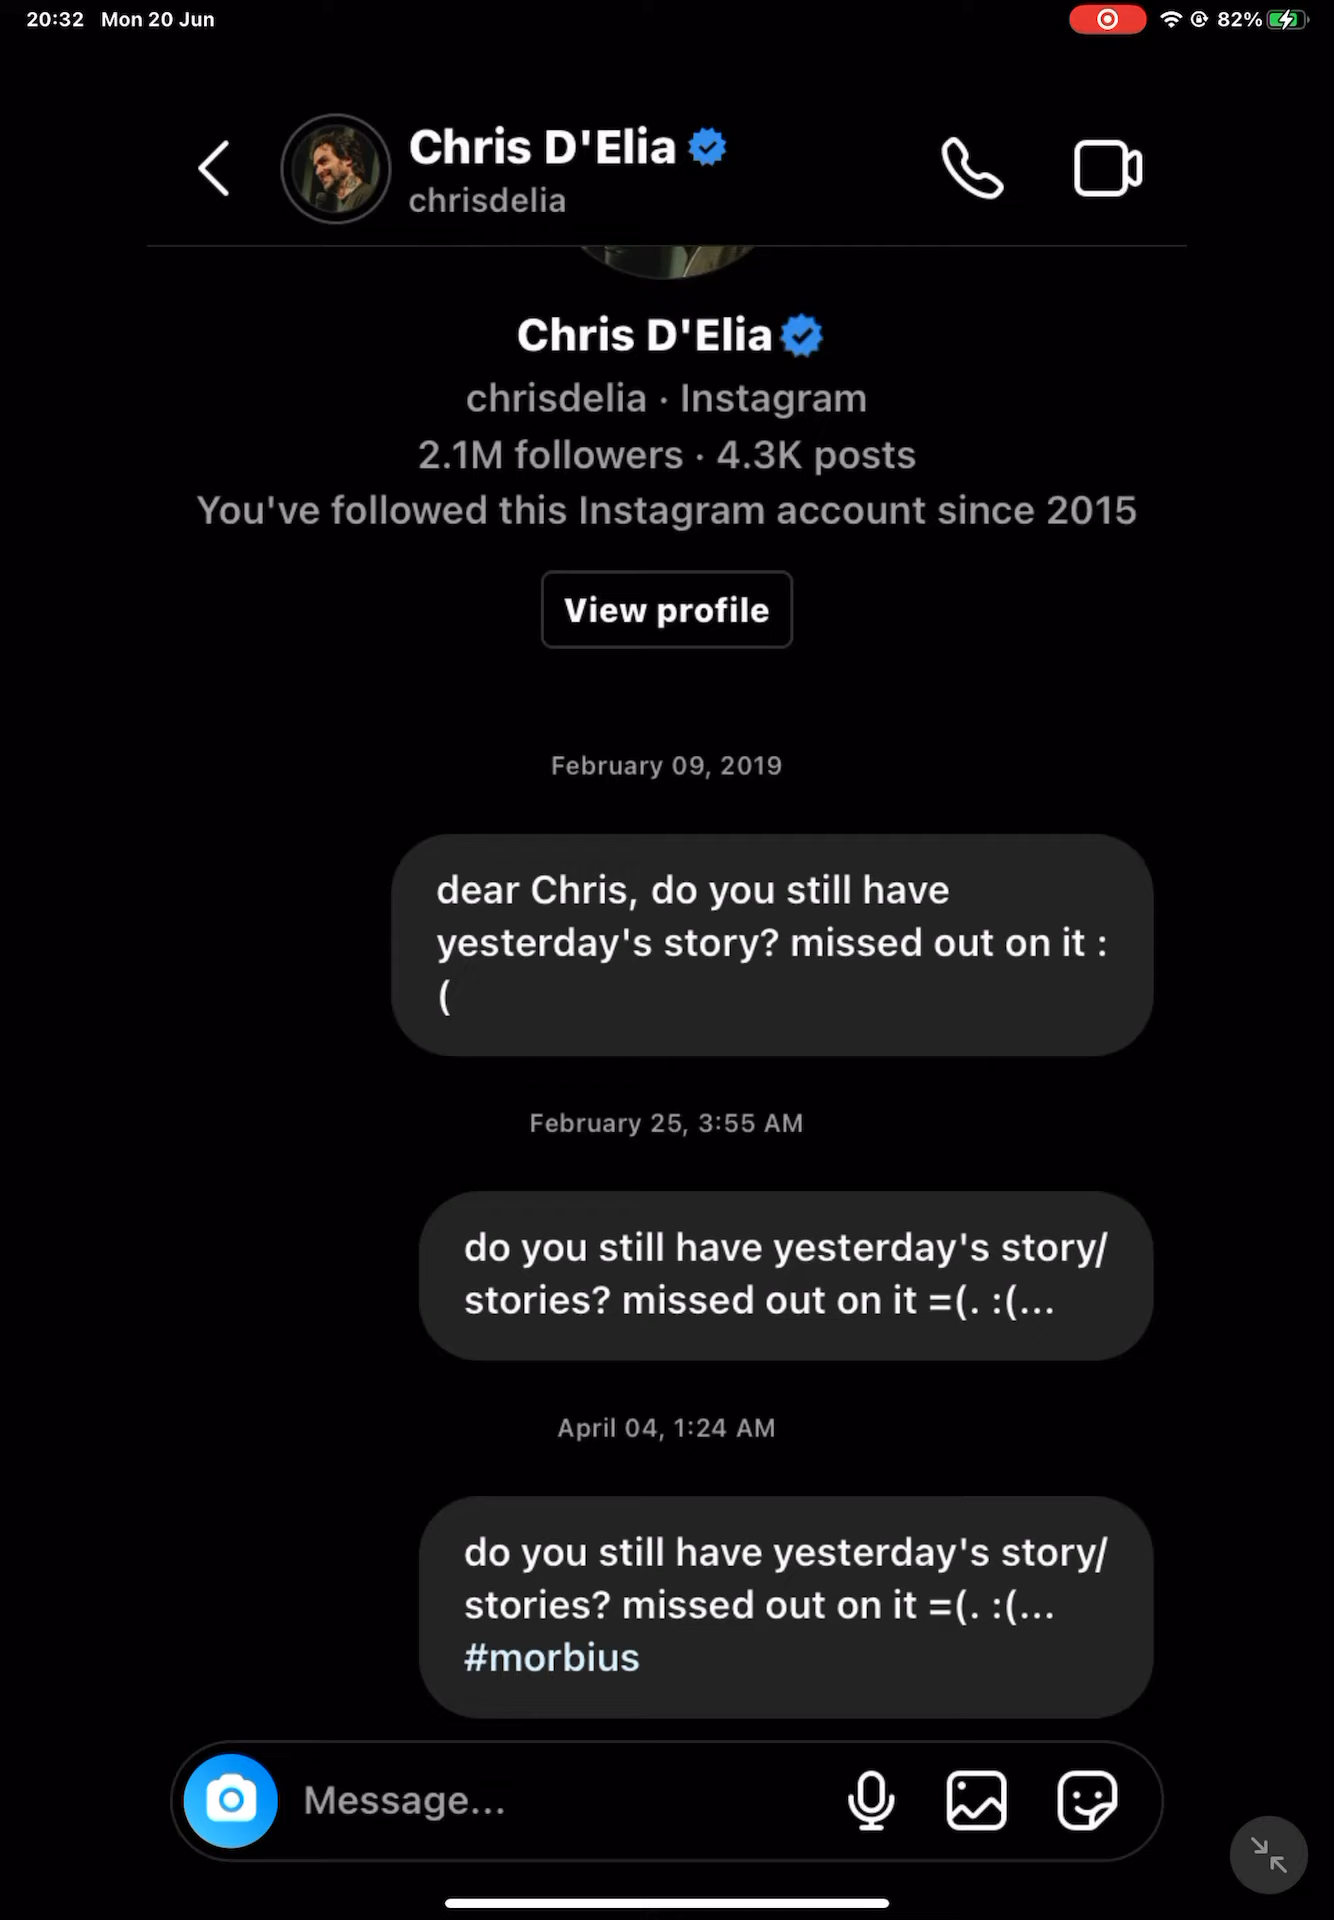 20:32 Mon 20 Jun
82%
Chris D'Elia
chrisdelia
Chris D'Elia
chrisdelia · Instagram
2.1M followers · 4.3K posts
You've followed this Instagram account since 2015
View profile
February 09, 2019
dear Chris, do you still have
yesterday's story? missed out on it :
(
February 25, 3:55 AM
do you still have yesterday's story/
stories? missed out on it =(. :(...
April 04, 1:24 AM
do you still have yesterday's story/
stories? missed out on it =(. :(...
#morbius
Message...